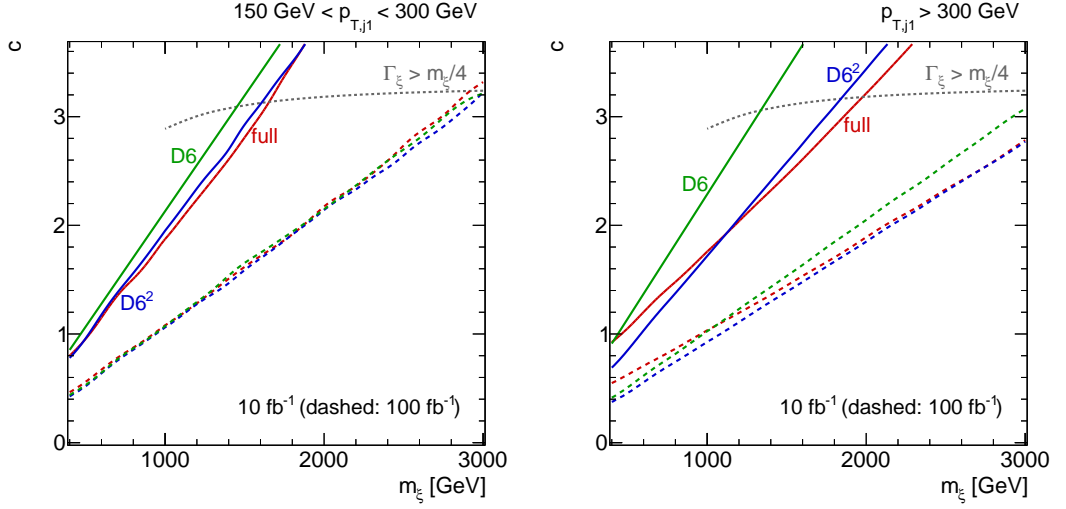 150 GeV < p_T,j1 < 300 GeV
c
3
2
1
0
D6
D6²
full
Γ_ξ > m_ξ/4
D6²
10 fb⁻¹ (dashed: 100 fb⁻¹)
1000 2000 3000
m_ξ [GeV]
p_T,j1 > 300 GeV
c
3
2
1
0
D6²
Γ_ξ > m_ξ/4
full
D6
10 fb⁻¹ (dashed: 100 fb⁻¹)
1000 2000 3000
m_ξ [GeV]